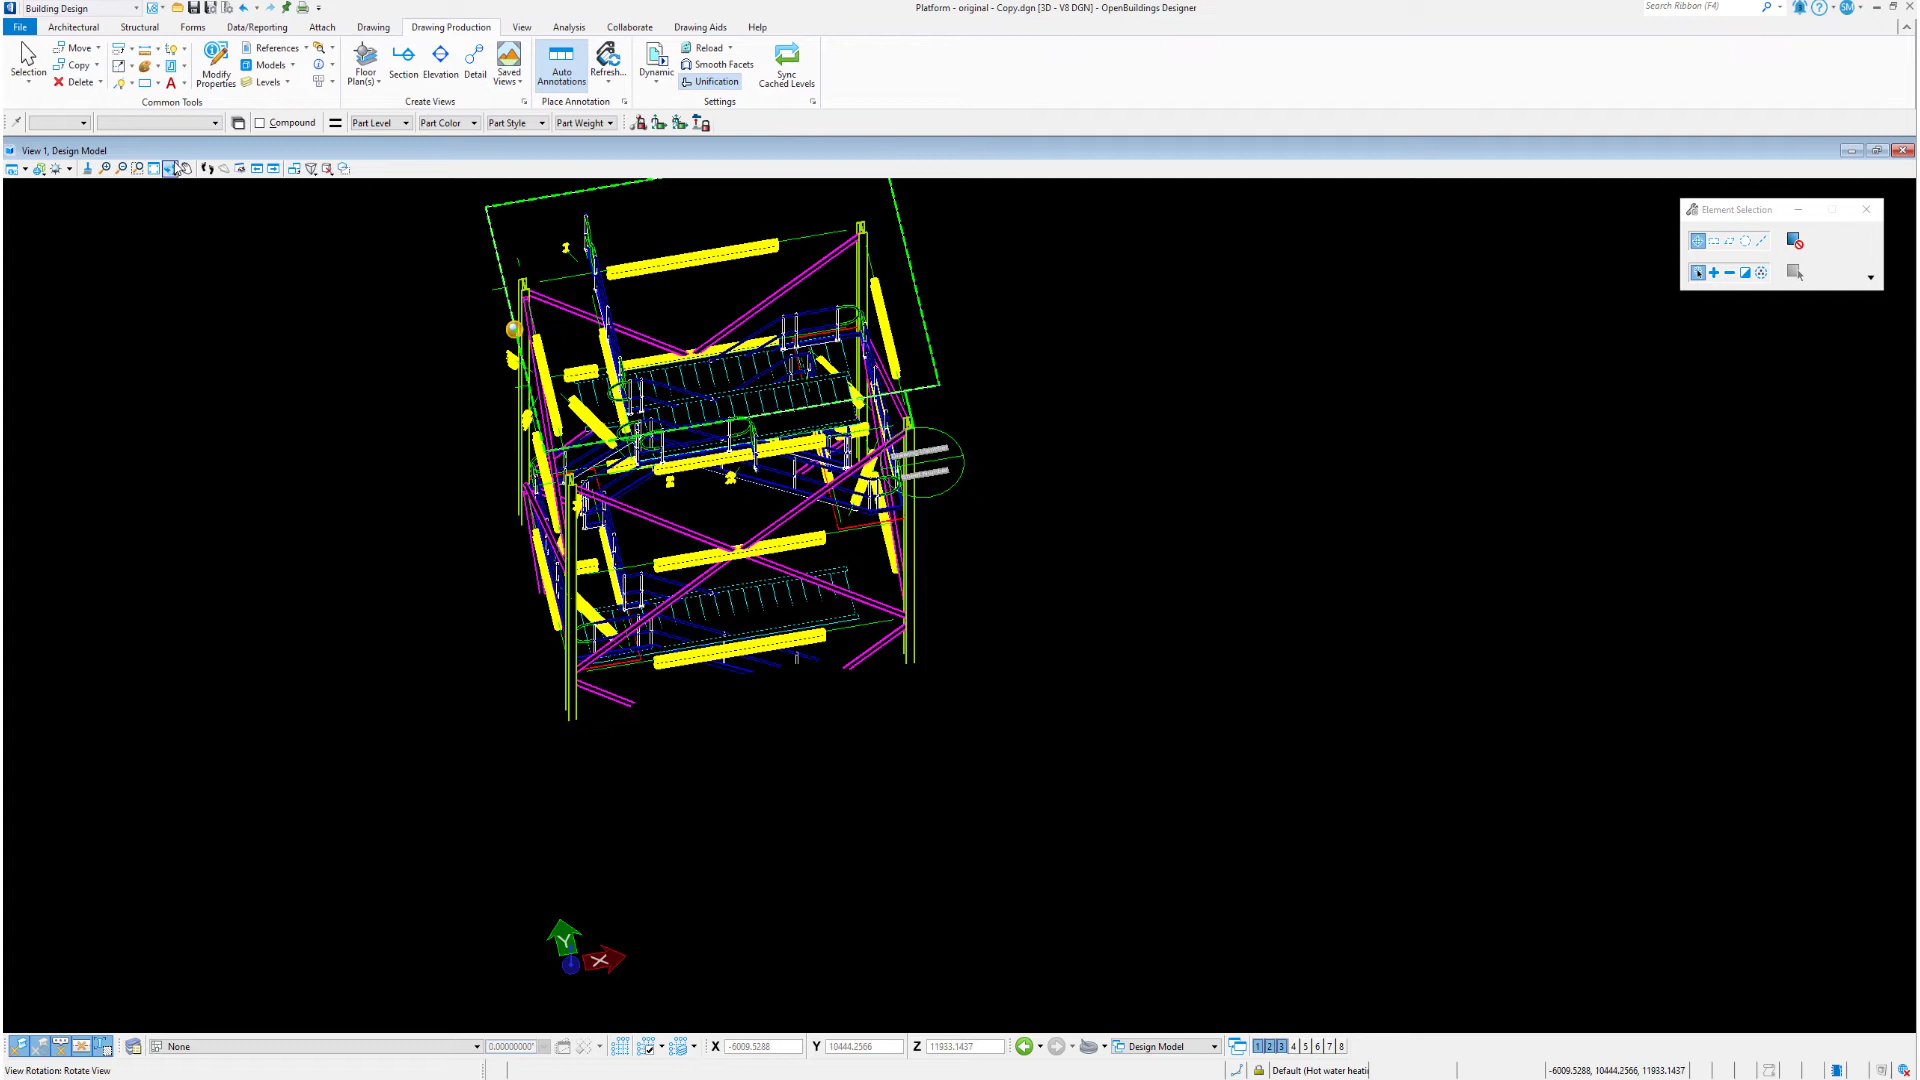 Building Design
Platform - original - Copy.dgn [3D - V8 DGN] - OpenBuildings Designer
Search Ribbon (F4)
SM
File Architectural Structural Forms Data/Reporting Attach Drawing Drawing Production View Analysis Collaborate Drawing Aids Help
Selection
Move
Copy
Delete
Modify Properties
References
Models
Levels
Common Tools
Floor Plan(s)
Section
Elevation
Detail
Saved Views
Create Views
Auto Annotations
Refresh...
Place Annotation
Dynamic
Reload
Smooth Facets
Unification
Sync Cached Levels
Settings
Compound
Part Level
Part Color
Part Style
Part Weight
View 1, Design Model
Element Selection
Y
X
None
0.00000000°
X -6009.5288
Y 10444.2566
Z 11933.1437
Design Model
1 2 3 4 5 6 7 8
View Rotation: Rotate View
Default (Hot water heatin
-6009.5288, 10444.2566, 11933.1437